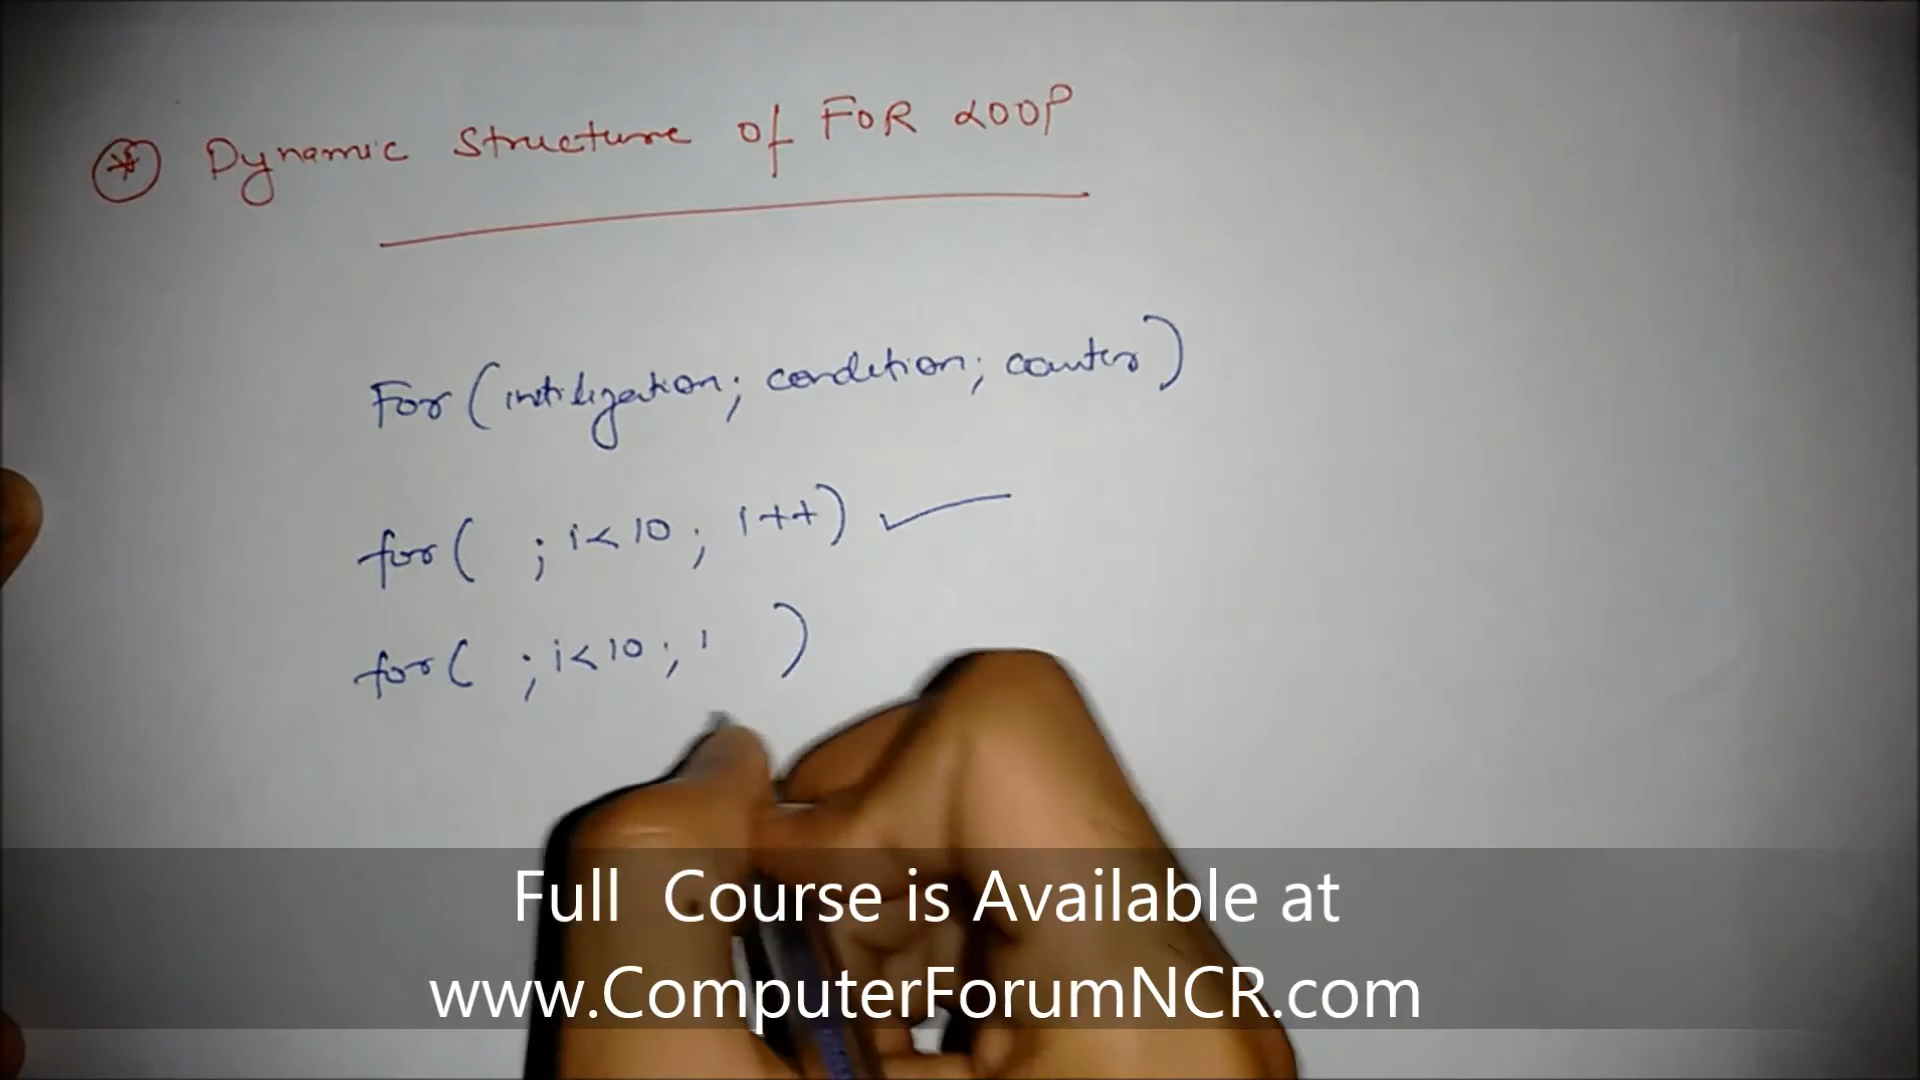 * Dynamic Structure of FOR LOOP
For (initilization; condition; counter)
for( ; i<10 ; i++)
for( ; i<10 ; i )
Full Course is Available at
www.ComputerForumNCR.com